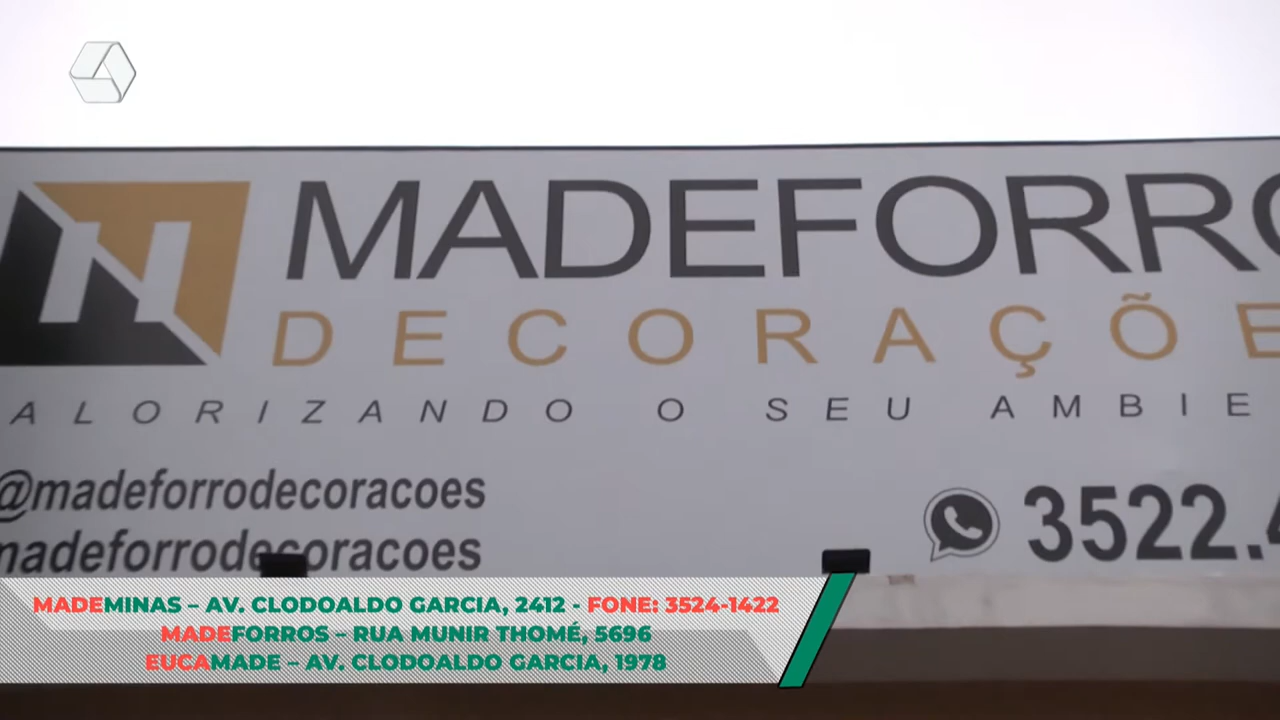 MADEFORRO
DECORAÇÕE
ALORIZANDO O SEU AMBIE
@madeforrodecoracoes
madeforrodecoracoes
3522.4
MADEMINAS – AV. CLODOALDO GARCIA, 2412 - FONE: 3524-1422
MADEFORROS – RUA MUNIR THOMÉ, 5696
EUCAMADE – AV. CLODOALDO GARCIA, 1978